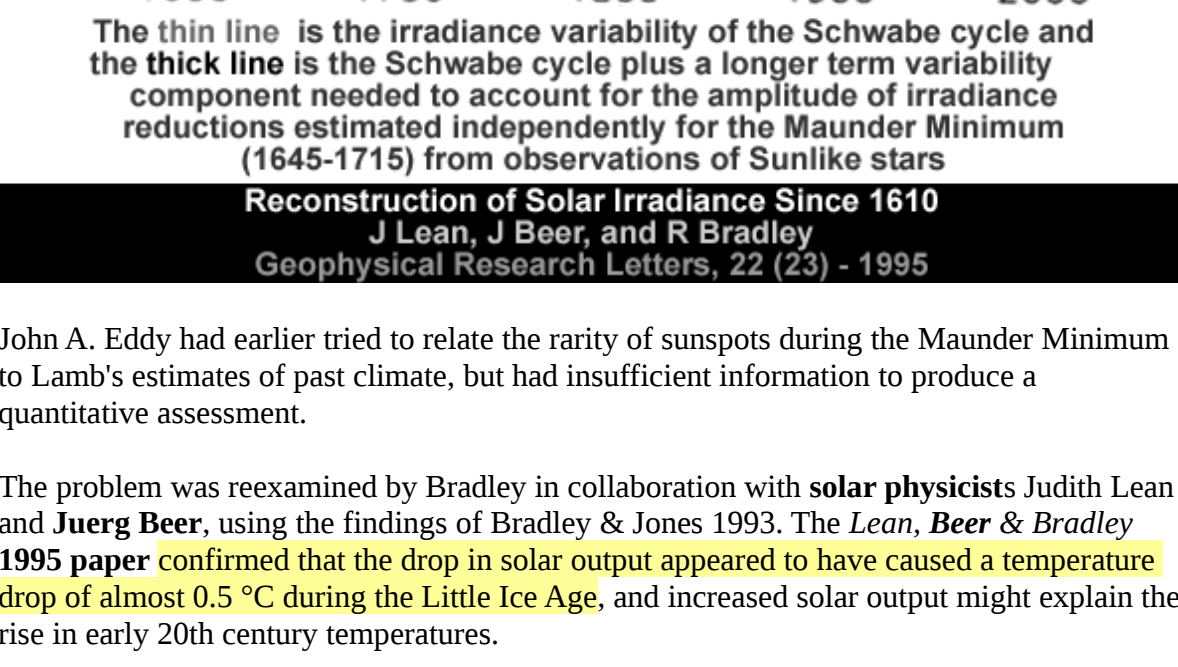 The thin line is the irradiance variability of the Schwabe cycle and
the thick line is the Schwabe cycle plus a longer term variability
component needed to account for the amplitude of irradiance
reductions estimated independently for the Maunder Minimum
(1645-1715) from observations of Sunlike stars
Reconstruction of Solar Irradiance Since 1610
J Lean, J Beer, and R Bradley
Geophysical Research Letters, 22 (23) - 1995
John A. Eddy had earlier tried to relate the rarity of sunspots during the Maunder Minimum
to Lamb's estimates of past climate, but had insufficient information to produce a
quantitative assessment.
The problem was reexamined by Bradley in collaboration with solar physicists Judith Lean
and Juerg Beer, using the findings of Bradley & Jones 1993. The Lean, Beer & Bradley
1995 paper confirmed that the drop in solar output appeared to have caused a temperature
drop of almost 0.5 °C during the Little Ice Age, and increased solar output might explain the
rise in early 20th century temperatures.